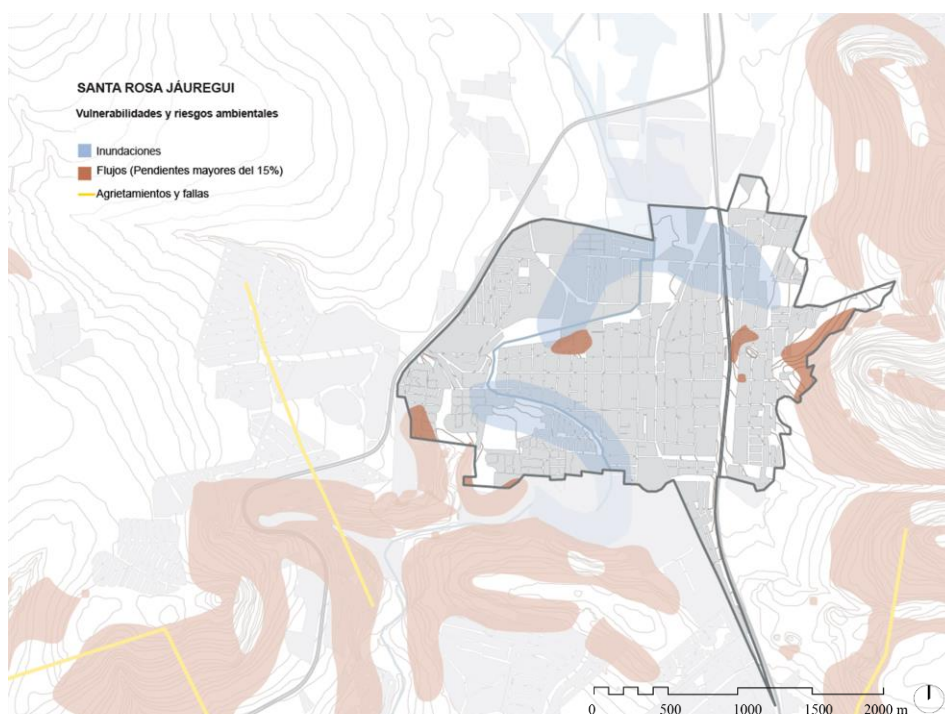 SANTA ROSA JÁUREGUI
Vulnerabilidades y riesgos ambientales
Inundaciones
Flujos (Pendientes mayores del 15%)
Agrietamientos y fallas
0 500 1000 1500 2000 m